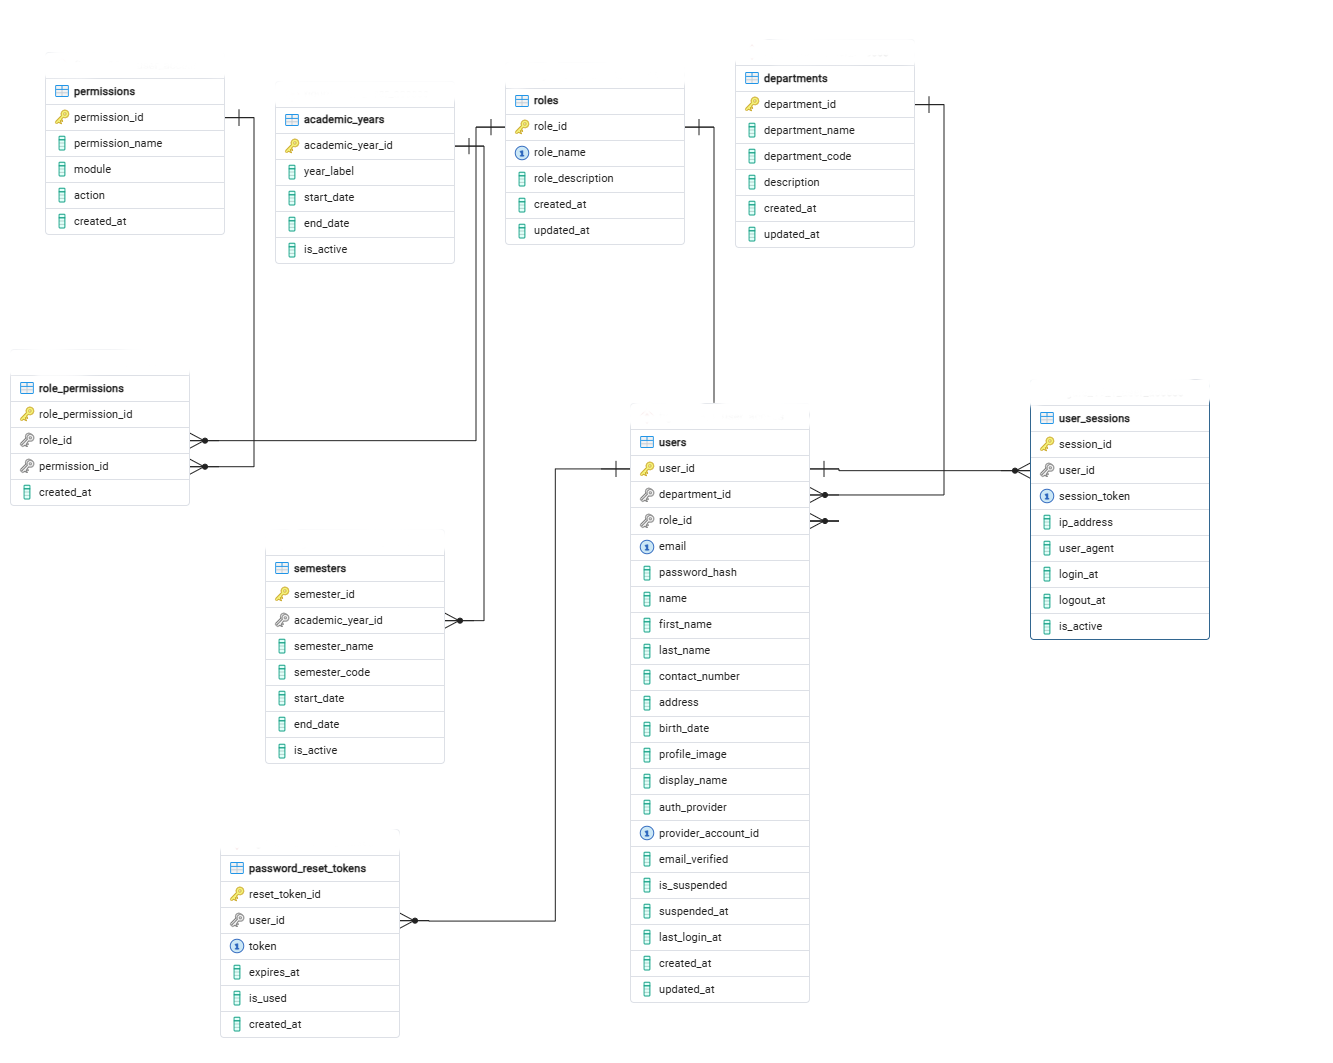 permissions
permission_id
permission_name
module
action
created_at
academic_years
academic_year_id
year_label
start_date
end_date
is_active
roles
role_id
role_name
role_description
created_at
updated_at
departments
department_id
department_name
department_code
description
created_at
updated_at
role_permissions
role_permission_id
role_id
permission_id
created_at
users
user_id
department_id
role_id
email
password_hash
name
first_name
last_name
contact_number
address
birth_date
profile_image
display_name
auth_provider
provider_account_id
email_verified
is_suspended
suspended_at
last_login_at
created_at
updated_at
user_sessions
session_id
user_id
session_token
ip_address
user_agent
login_at
logout_at
is_active
semesters
semester_id
academic_year_id
semester_name
semester_code
start_date
end_date
is_active
password_reset_tokens
reset_token_id
user_id
token
expires_at
is_used
created_at